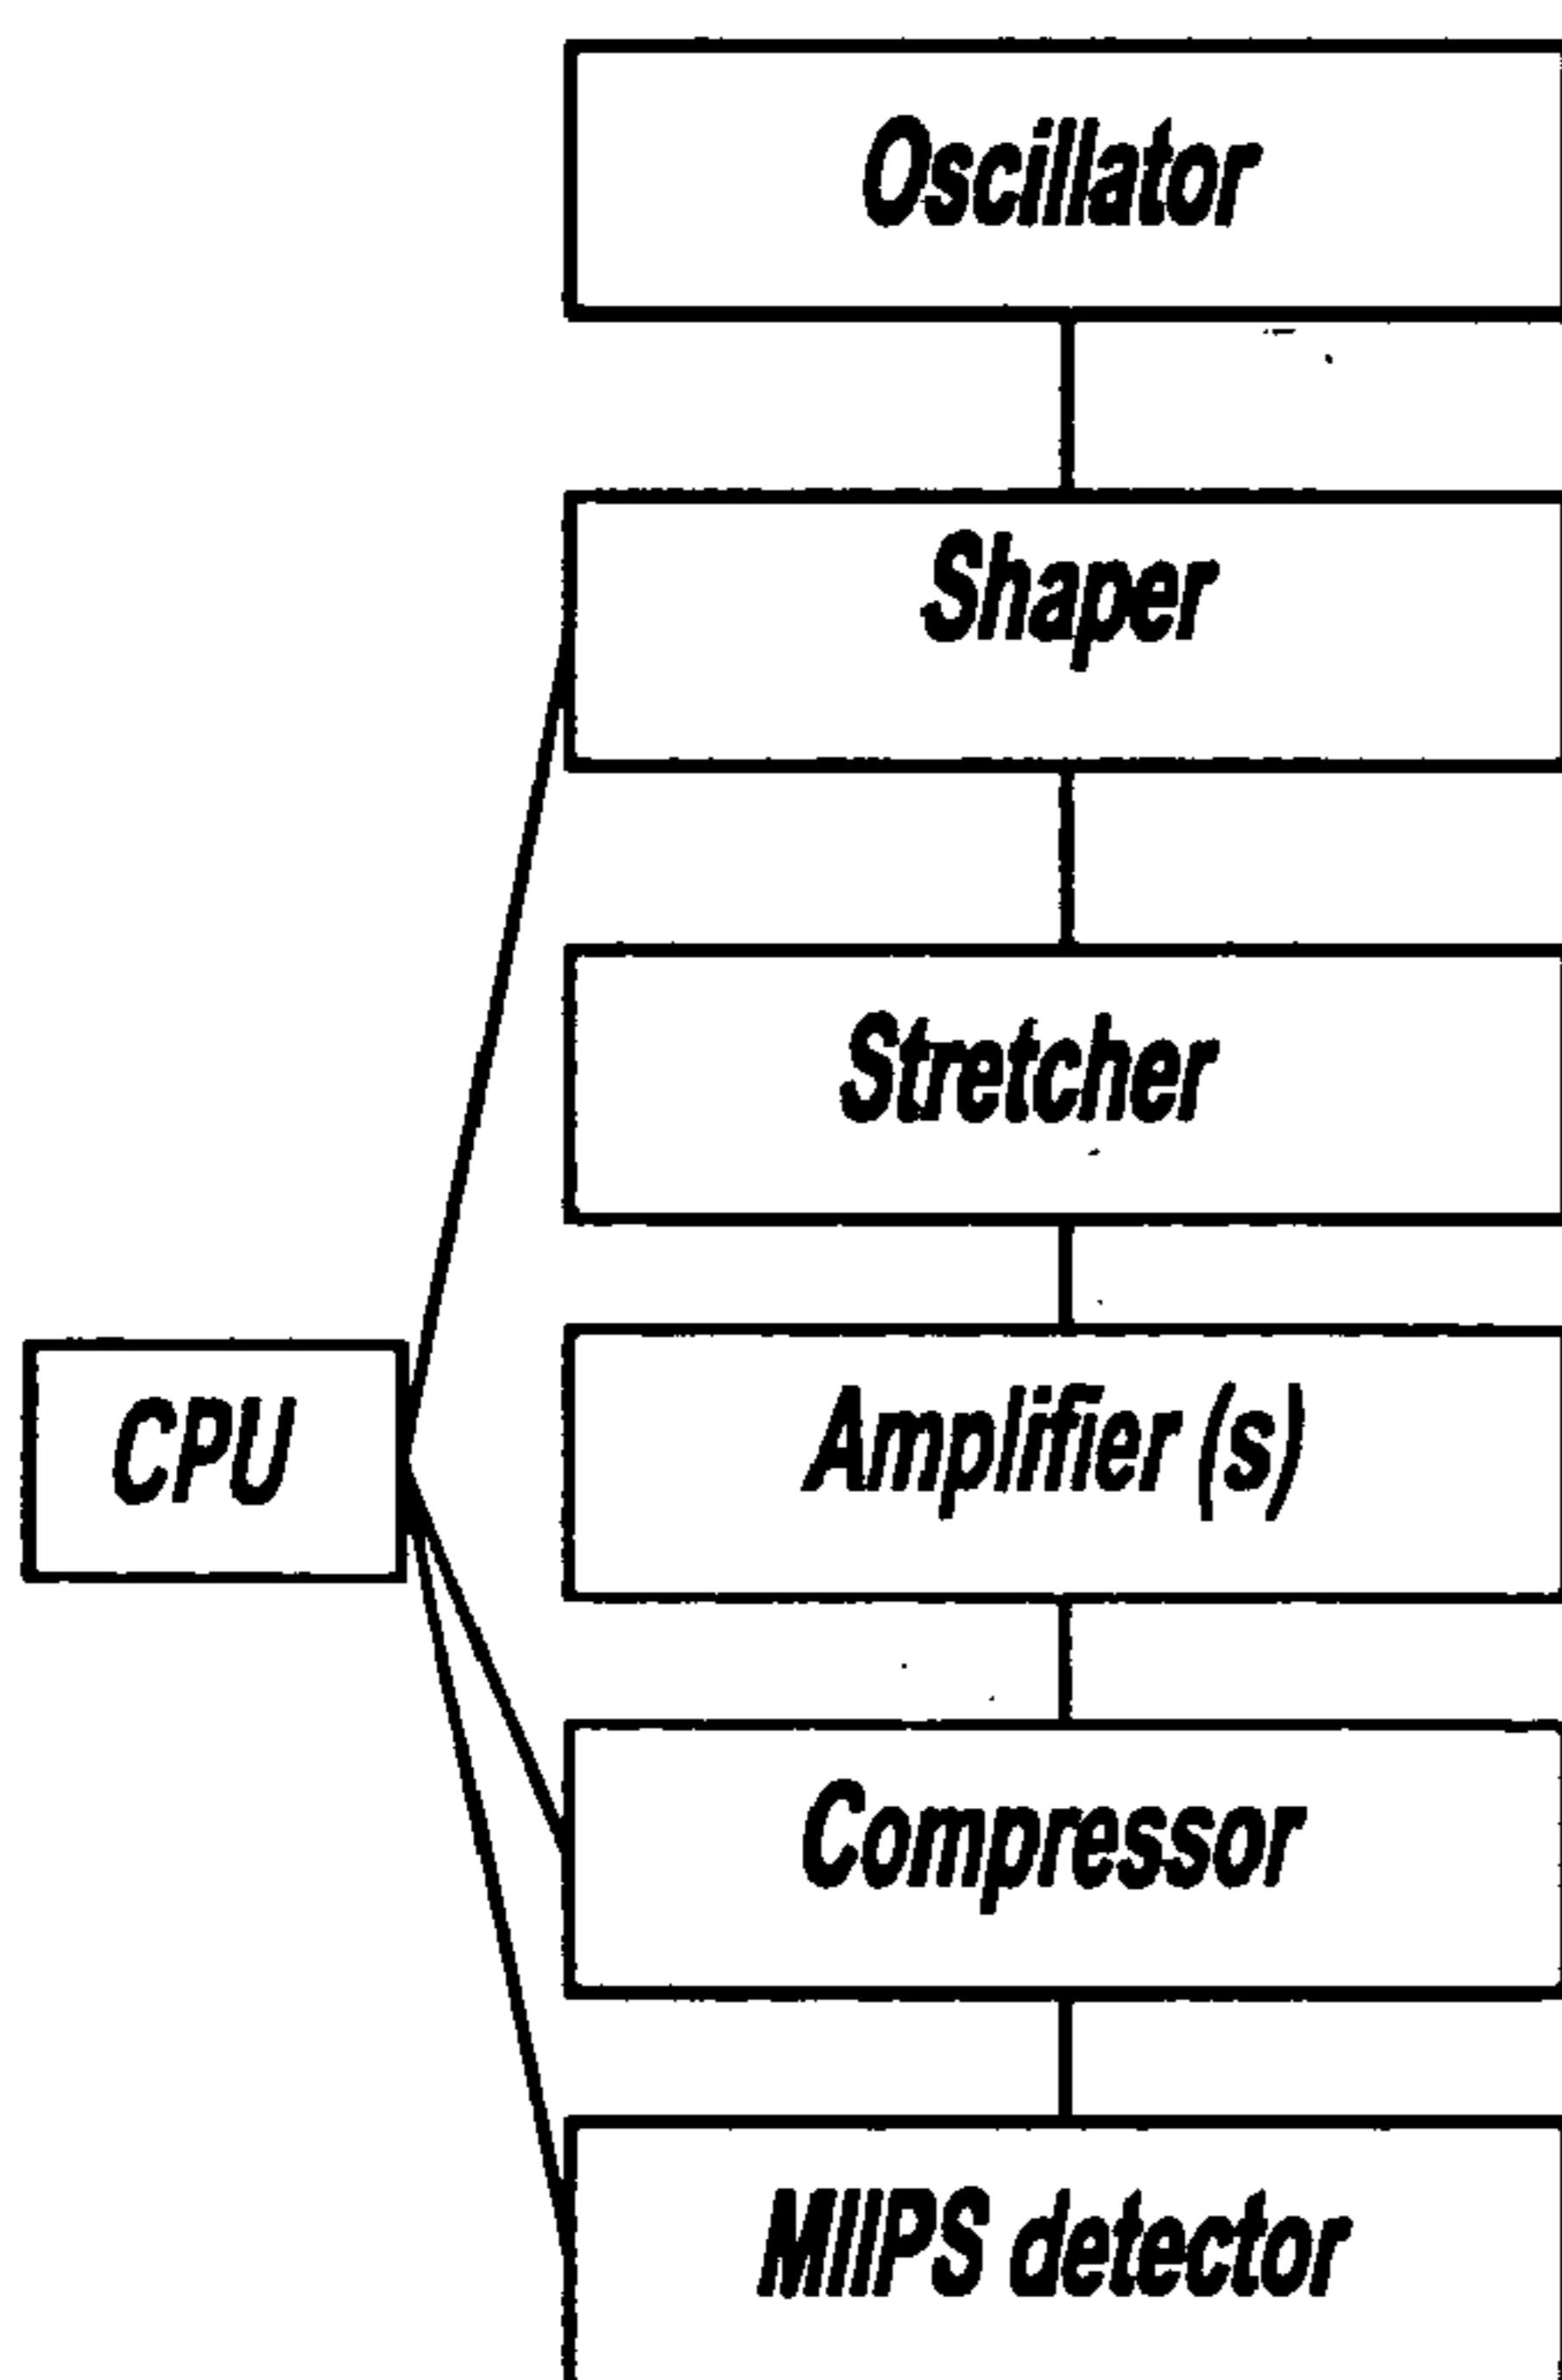 Oscillator
Shaper
Stretcher
CPU
Amplifier (s)
Compressor
MIIPS detector